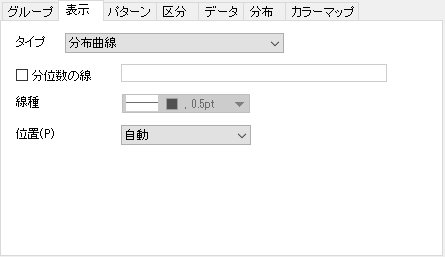 グループ 表示 パターン 区分 データ 分布 カラーマップ
タイプ 分布曲線
分位数の線
線種 , 0.5pt
位置(P) 自動